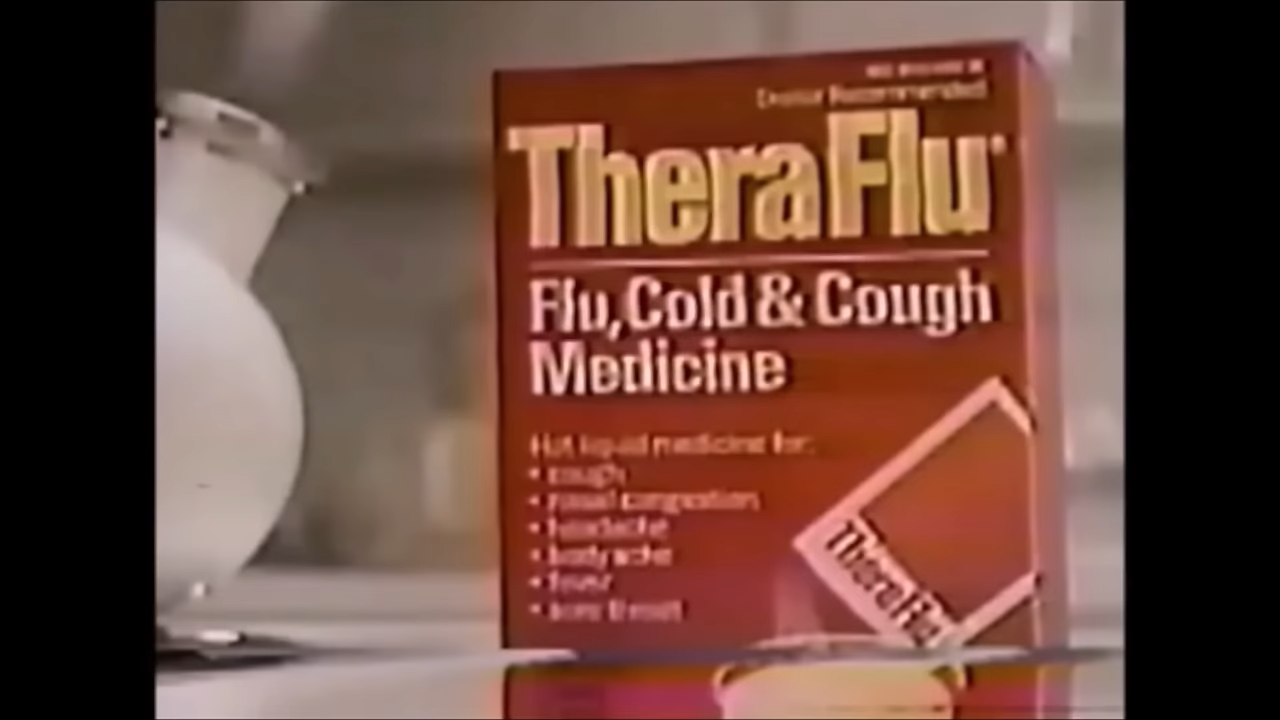 Doctor Recommended
TheraFlu
Flu, Cold & Cough
Medicine
Hot liquid medicine for:
• cough
• nasal congestion
• headache
• body ache
• fever
• sore throat
TheraFlu